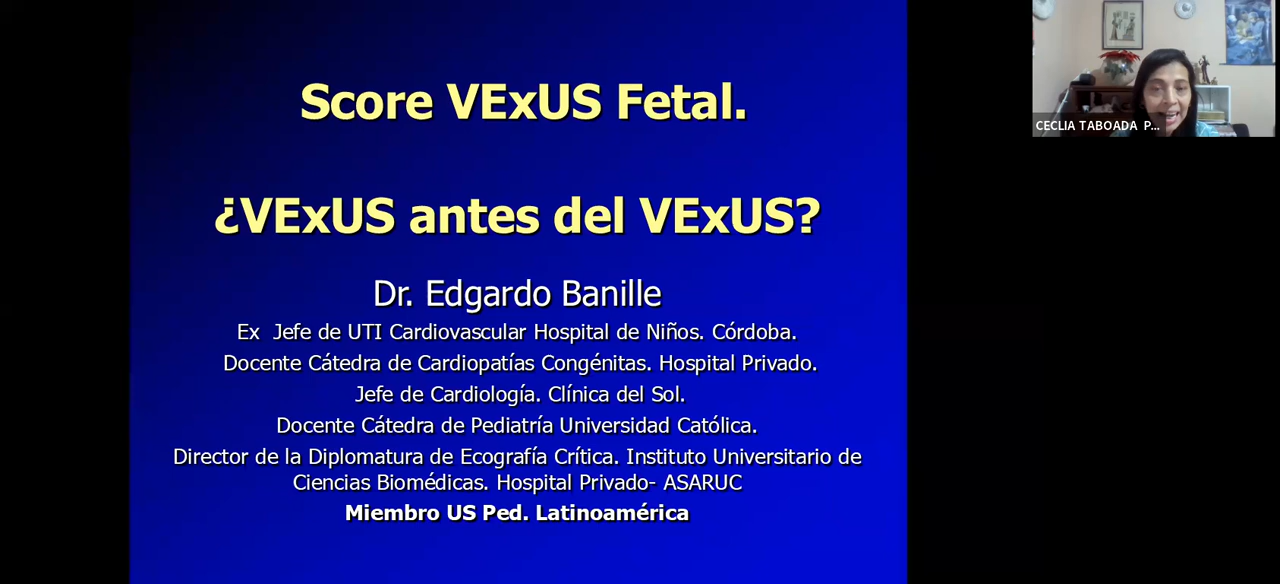 Score VExUS Fetal.
¿VExUS antes del VExUS?
Dr. Edgardo Banille
Ex Jefe de UTI Cardiovascular Hospital de Niños. Córdoba.
Docente Cátedra de Cardiopatías Congénitas. Hospital Privado.
Jefe de Cardiología. Clínica del Sol.
Docente Cátedra de Pediatría Universidad Católica.
Director de la Diplomatura de Ecografía Crítica. Instituto Universitario de
Ciencias Biomédicas. Hospital Privado- ASARUC
Miembro US Ped. Latinoamérica
CECLIA TABOADA P...